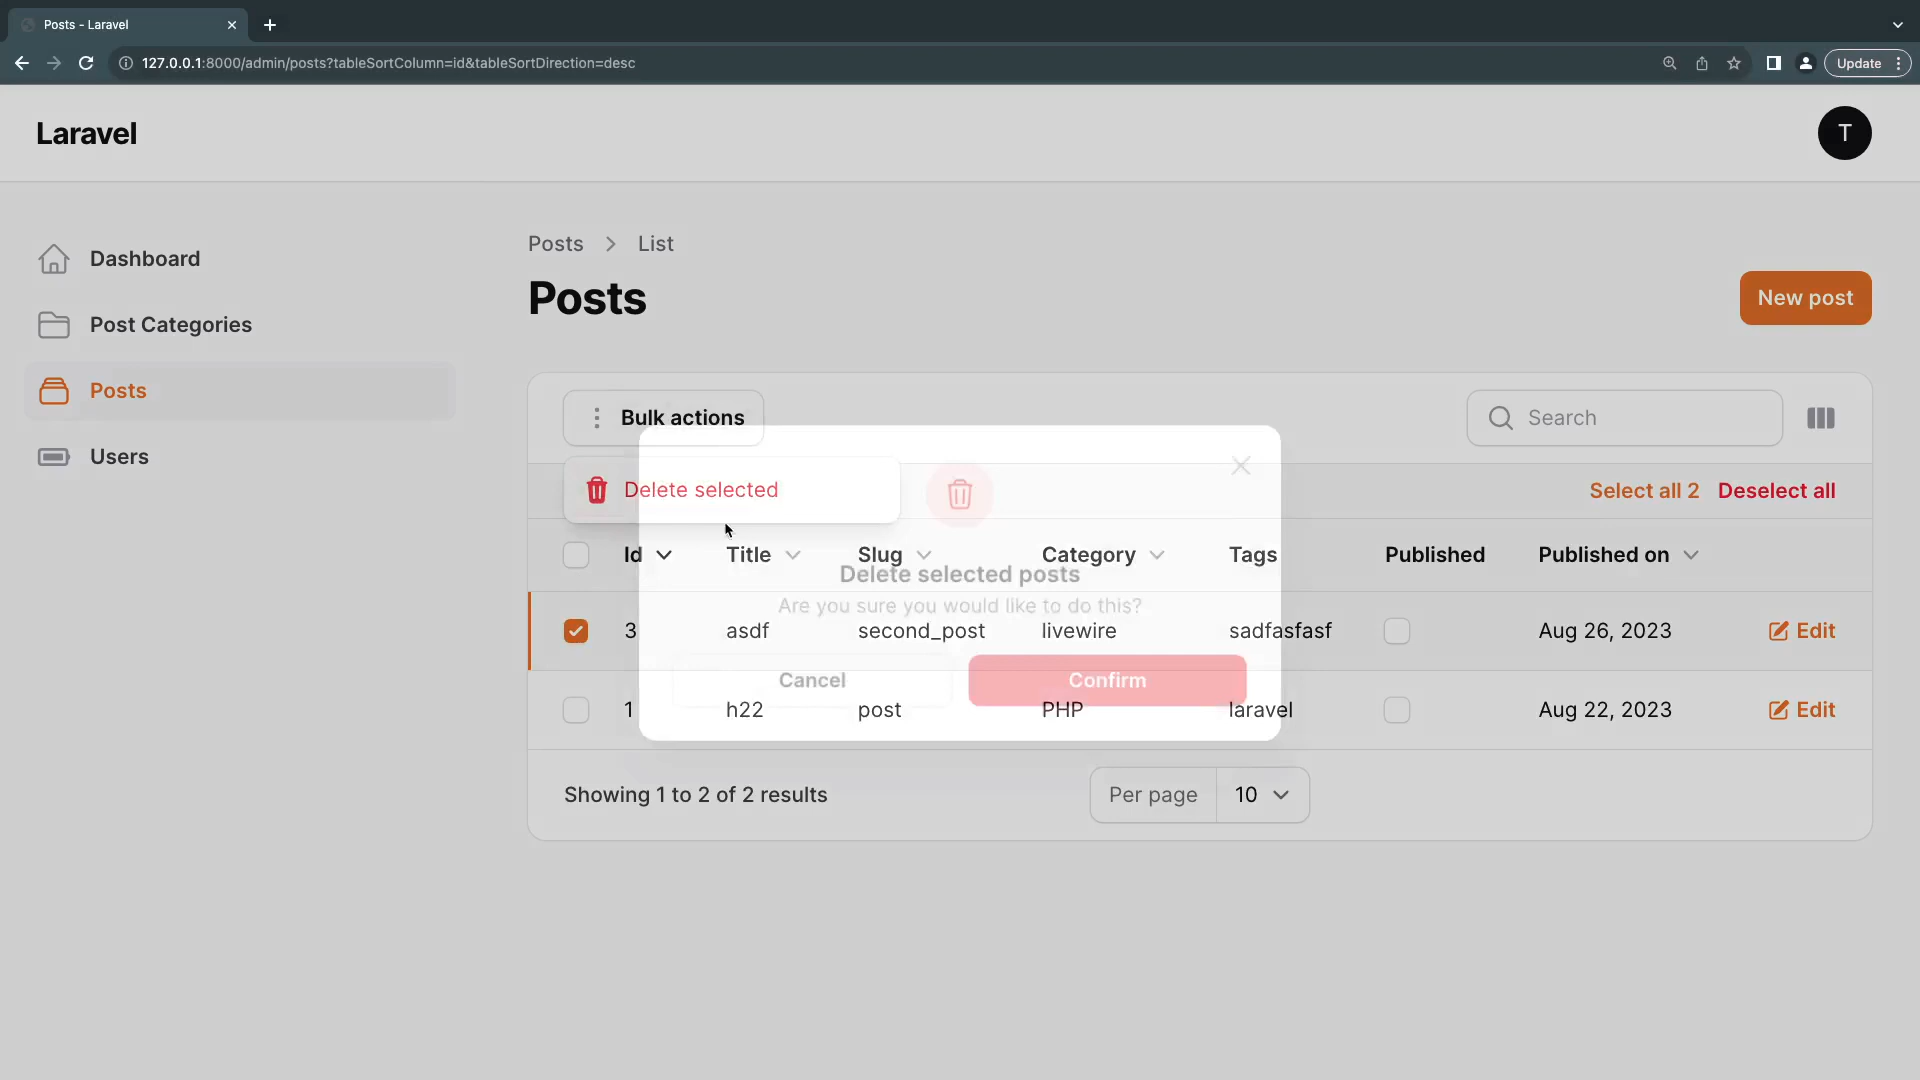 Posts - Laravel
127.0.0.1:8000/admin/posts?tableSortColumn=id&tableSortDirection=desc
Update
Laravel
T
Dashboard
Post Categories
Posts
Users
Posts List
Posts
New post
Bulk actions
Search
Delete selected
Select all 2 Deselect all
Id Title Slug Category Tags Published Published on
Delete selected posts
Are you sure you would like to do this?
3 asdf second_post livewire sadfasfasf Aug 26, 2023 Edit
Cancel Confirm
1 h22 post PHP laravel Aug 22, 2023 Edit
Showing 1 to 2 of 2 results
Per page 10